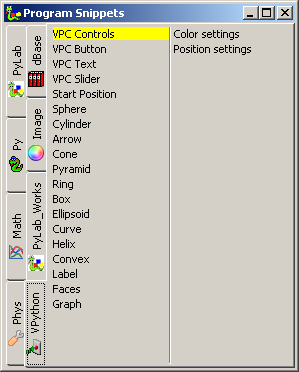 Program Snippets
PyLab
Py
Math
Phys
dBase
Image
PyLab_Works
VPython
VPC Controls
VPC Button
VPC Text
VPC Slider
Start Position
Sphere
Cylinder
Arrow
Cone
Pyramid
Ring
Box
Ellipsoid
Curve
Helix
Convex
Label
Faces
Graph
Color settings
Position settings